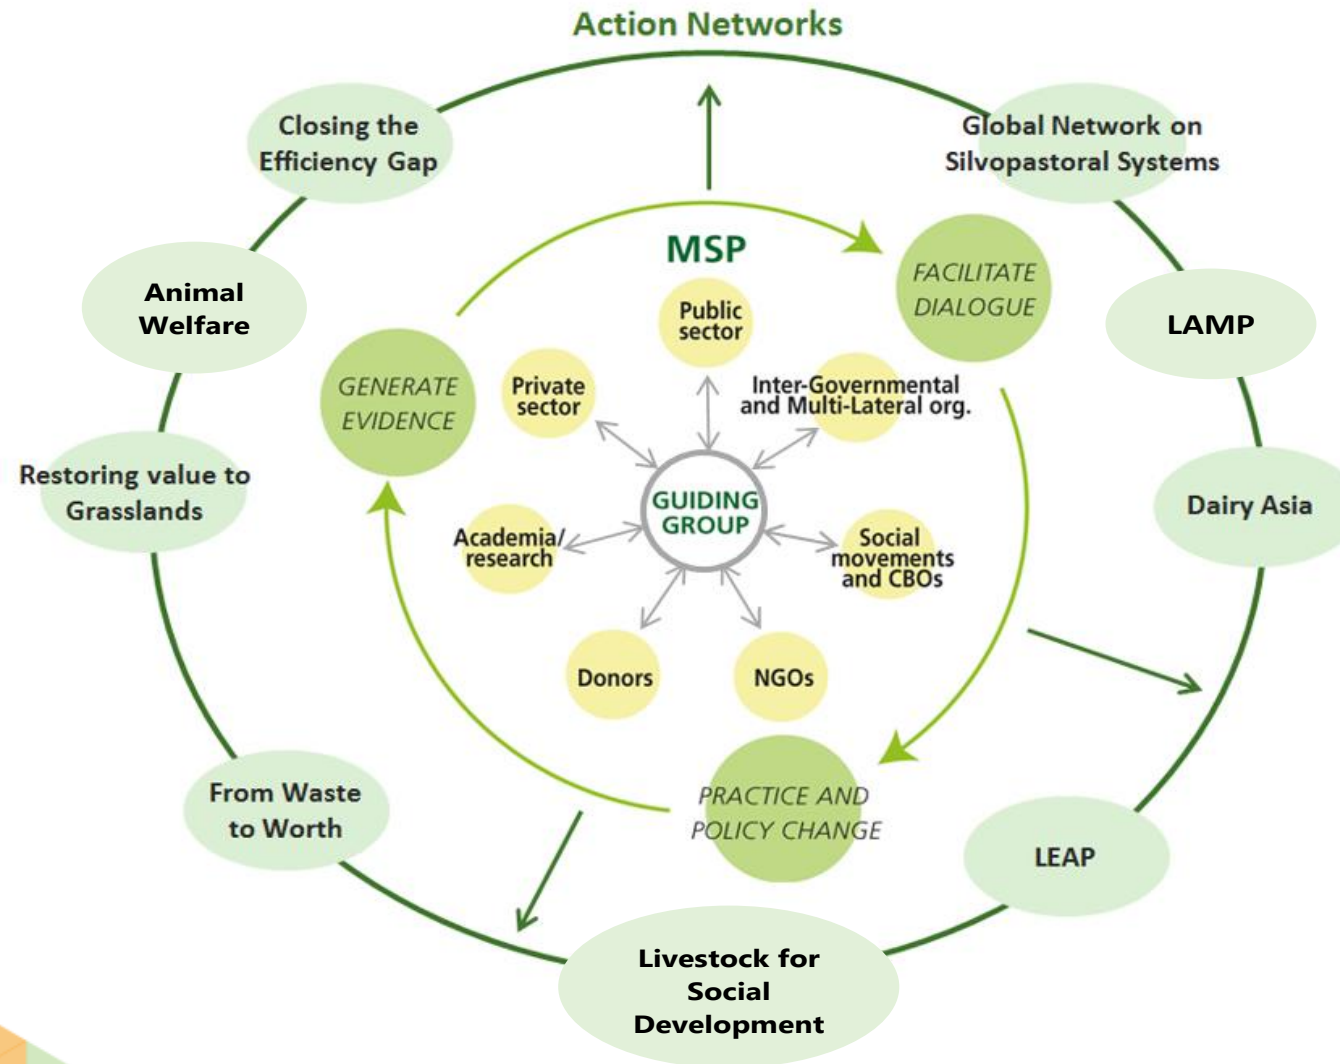 Action Networks
Closing the
Efficiency Gap
Global Network on
Silvopastoral Systems
MSP
FACILITATE
DIALOGUE
Animal
Welfare
Public
sector
LAMP
GENERATE
EVIDENCE
Private
sector
Inter-Governmental
and Multi-Lateral org.
Restoring value to
Grasslands
GUIDING
GROUP
Dairy Asia
Academia/
research
Social
movements
and CBOs
Donors
NGOs
From Waste
to Worth
PRACTICE AND
POLICY CHANGE
LEAP
Livestock for
Social
Development